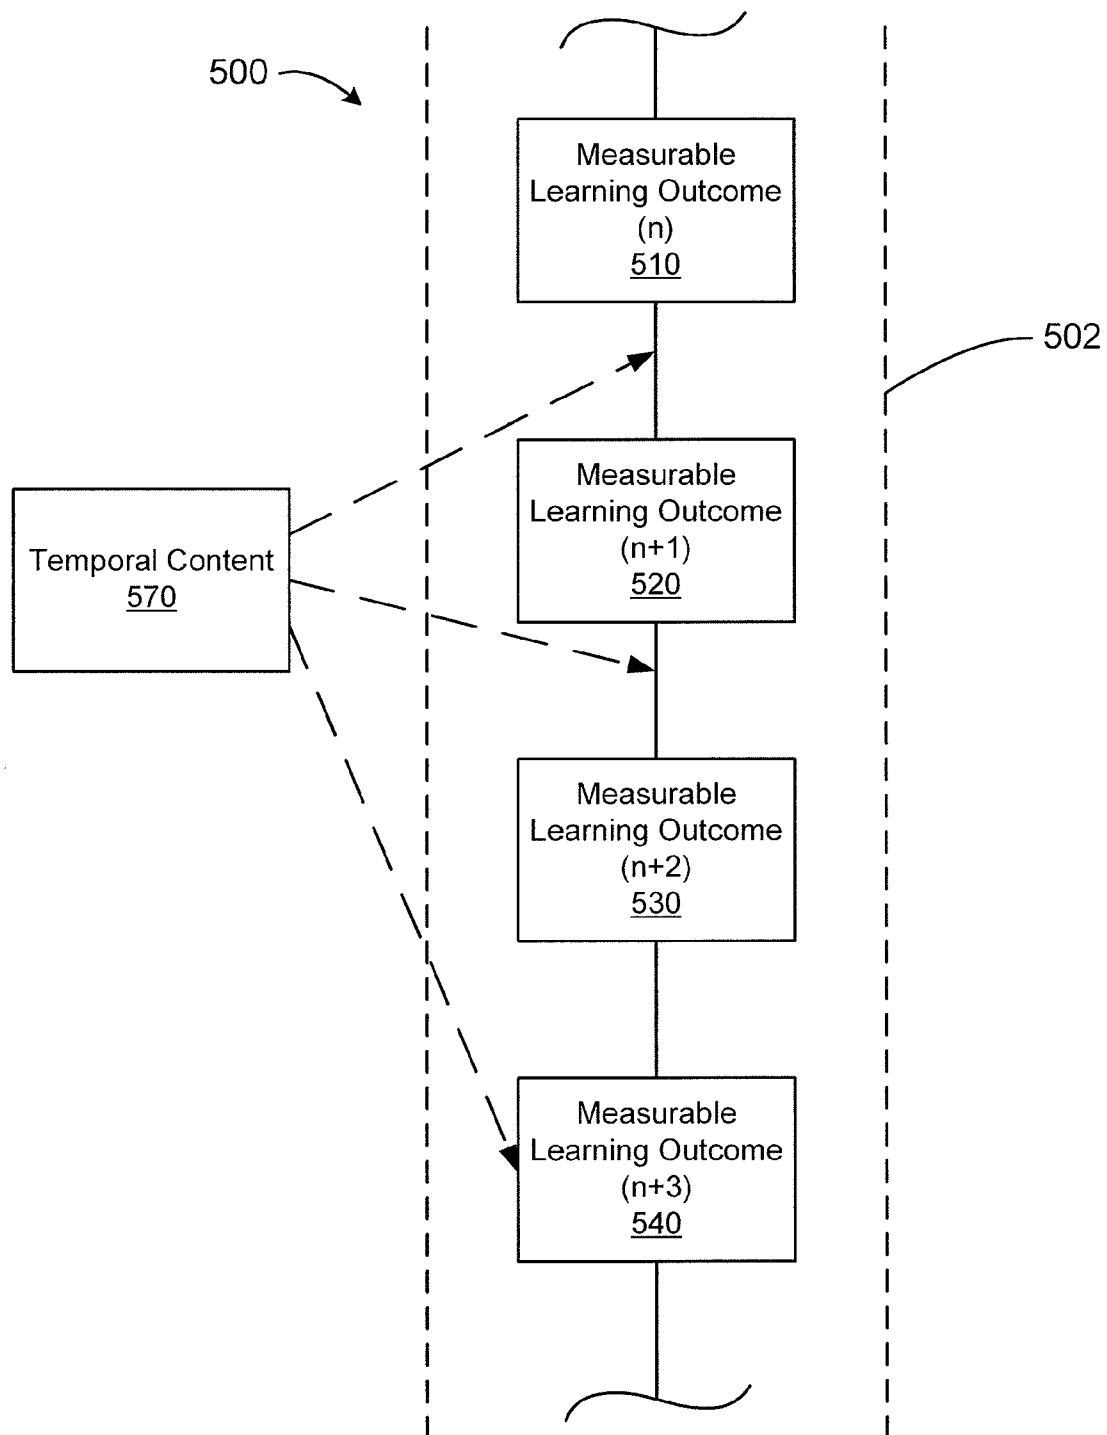 500
Measurable
Learning Outcome
(n)
510
502
Measurable
Learning Outcome
(n+1)
520
Temporal Content
570
Measurable
Learning Outcome
(n+2)
530
Measurable
Learning Outcome
(n+3)
540